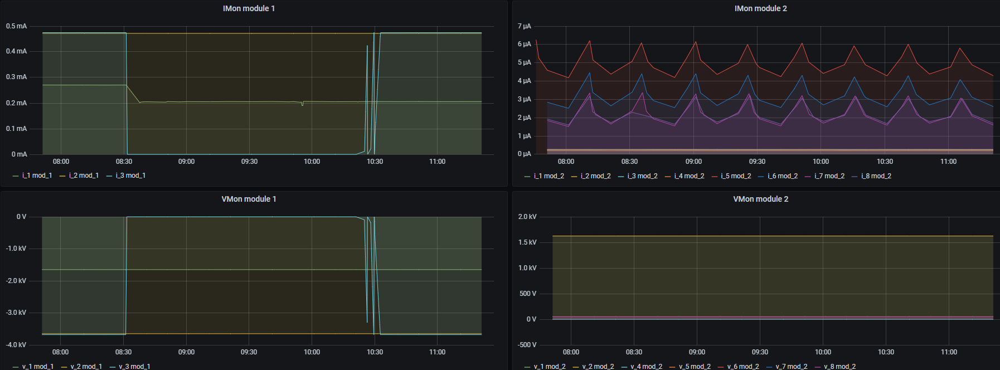 IMon module 1
0.5 mA
0.4 mA
0.3 mA
0.2 mA
0.1 mA
0 mA
08:00 08:30 09:00 09:30 10:00 10:30 11:00
i_1 mod_1 i_2 mod_1 i_3 mod_1
IMon module 2
7 µA
6 µA
5 µA
4 µA
3 µA
2 µA
1 µA
0 µA
08:00 08:30 09:00 09:30 10:00 10:30 11:00
i_1 mod_2 i_2 mod_2 i_3 mod_2 i_4 mod_2 i_5 mod_2 i_6 mod_2 i_7 mod_2 i_8 mod_2
VMon module 1
0 V
-1.0 kV
-2.0 kV
-3.0 kV
-4.0 kV
08:00 08:30 09:00 09:30 10:00 10:30 11:00
v_1 mod_1 v_2 mod_1 v_3 mod_1
VMon module 2
2.0 kV
1.5 kV
1.0 kV
500 V
0 V
-500 V
08:00 08:30 09:00 09:30 10:00 10:30 11:00
v_1 mod_2 v_2 mod_2 v_4 mod_2 v_5 mod_2 v_6 mod_2 v_7 mod_2 v_8 mod_2